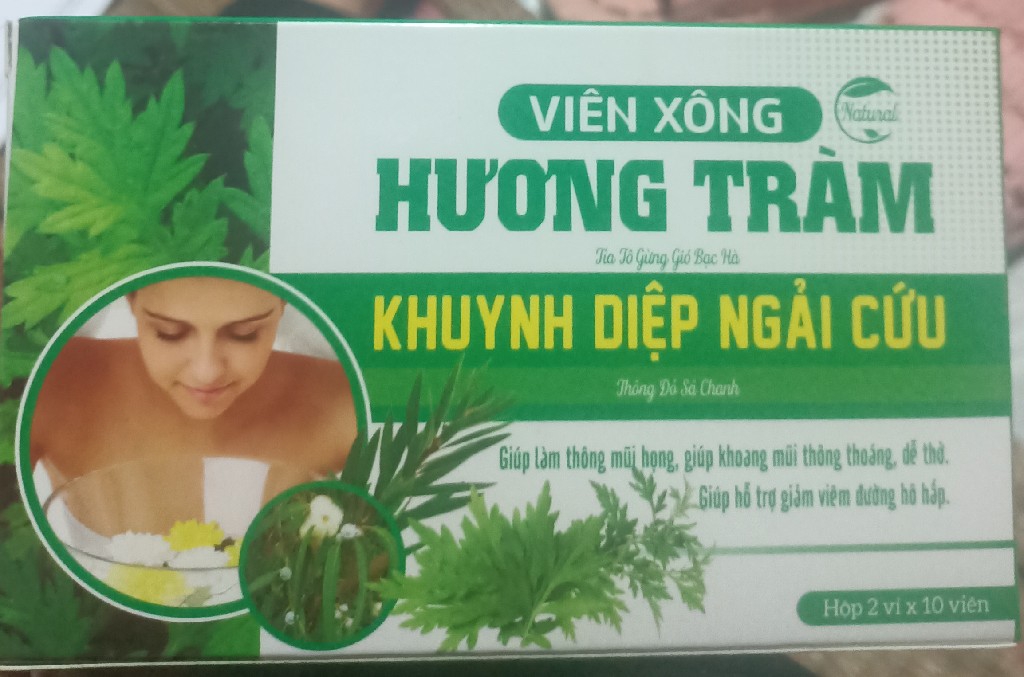 VIÊN XÔNG
Natural
HƯƠNG TRÀM
Tía Tô Gừng Gió Bạc Hà
KHUYNH DIỆP NGẢI CỨU
Thông Đỏ Sả Chanh
Giúp làm thông mũi họng, giúp khoang mũi thông thoáng, dễ thở.
Giúp hỗ trợ giảm viêm đường hô hấp.
Hộp 2 ví x 10 viên